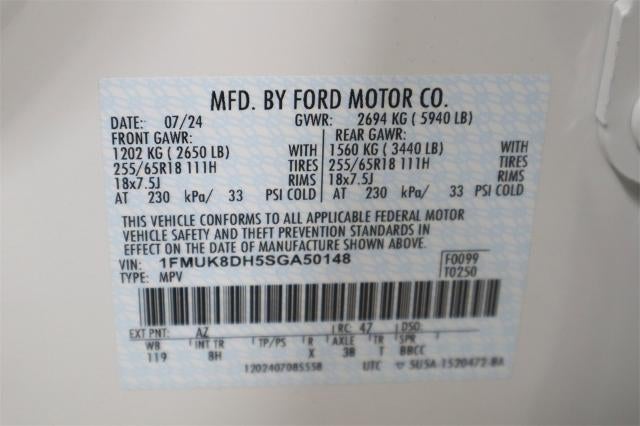 MFD. BY FORD MOTOR CO.
DATE: 07/24 GVWR: 2694 KG ( 5940 LB)
FRONT GAWR: REAR GAWR:
1202 KG ( 2650 LB) WITH 1560 KG ( 3440 LB) WITH
255/65R18 111H TIRES 255/65R18 111H TIRES
18x7.5J RIMS 18x7.5J RIMS
AT 230 kPa/ 33 PSI COLD AT 230 kPa/ 33 PSI COLD
THIS VEHICLE CONFORMS TO ALL APPLICABLE FEDERAL MOTOR
VEHICLE SAFETY AND THEFT PREVENTION STANDARDS IN
EFFECT ON THE DATE OF MANUFACTURE SHOWN ABOVE.
VIN: 1FMUK8DH5SGA50148 F0099
TYPE: MPV T0250
EXT PNT: AZ RC: 47 DSO:
WB INT TR TP/PS R AXLE TR SPR
119 8H X 38 T BBCC
1202407085558 UTC SU5A-1520472-BA